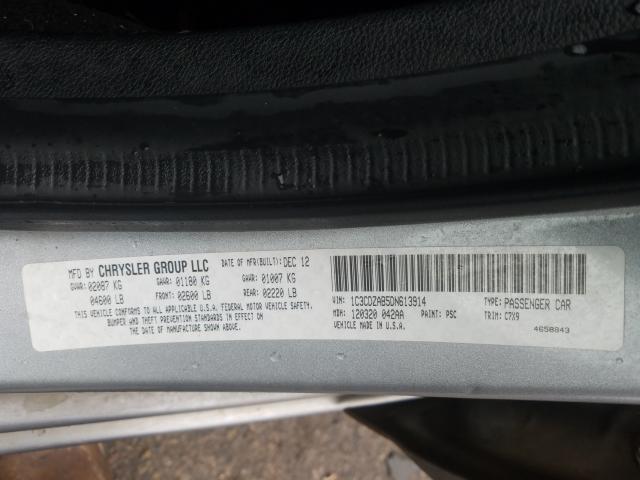 MFD BY CHRYSLER GROUP LLC DATE OF MFR(BUILT): DEC 12
GVWR: 02087 KG GAWR: 01180 KG GAWR: 01007 KG
04600 LB FRONT: 02600 LB REAR: 02220 LB
THIS VEHICLE CONFORMS TO ALL APPLICABLE U.S.A. FEDERAL MOTOR VEHICLE SAFETY,
BUMPER AND THEFT PREVENTION STANDARDS IN EFFECT ON
THE DATE OF MANUFACTURE SHOWN ABOVE.
VIN: 1C3CDZAB5DN613914 TYPE: PASSENGER CAR
MDH: 120320 042AA PAINT: PSC TRIM: C7X9
VEHICLE MADE IN U.S.A. 4658843